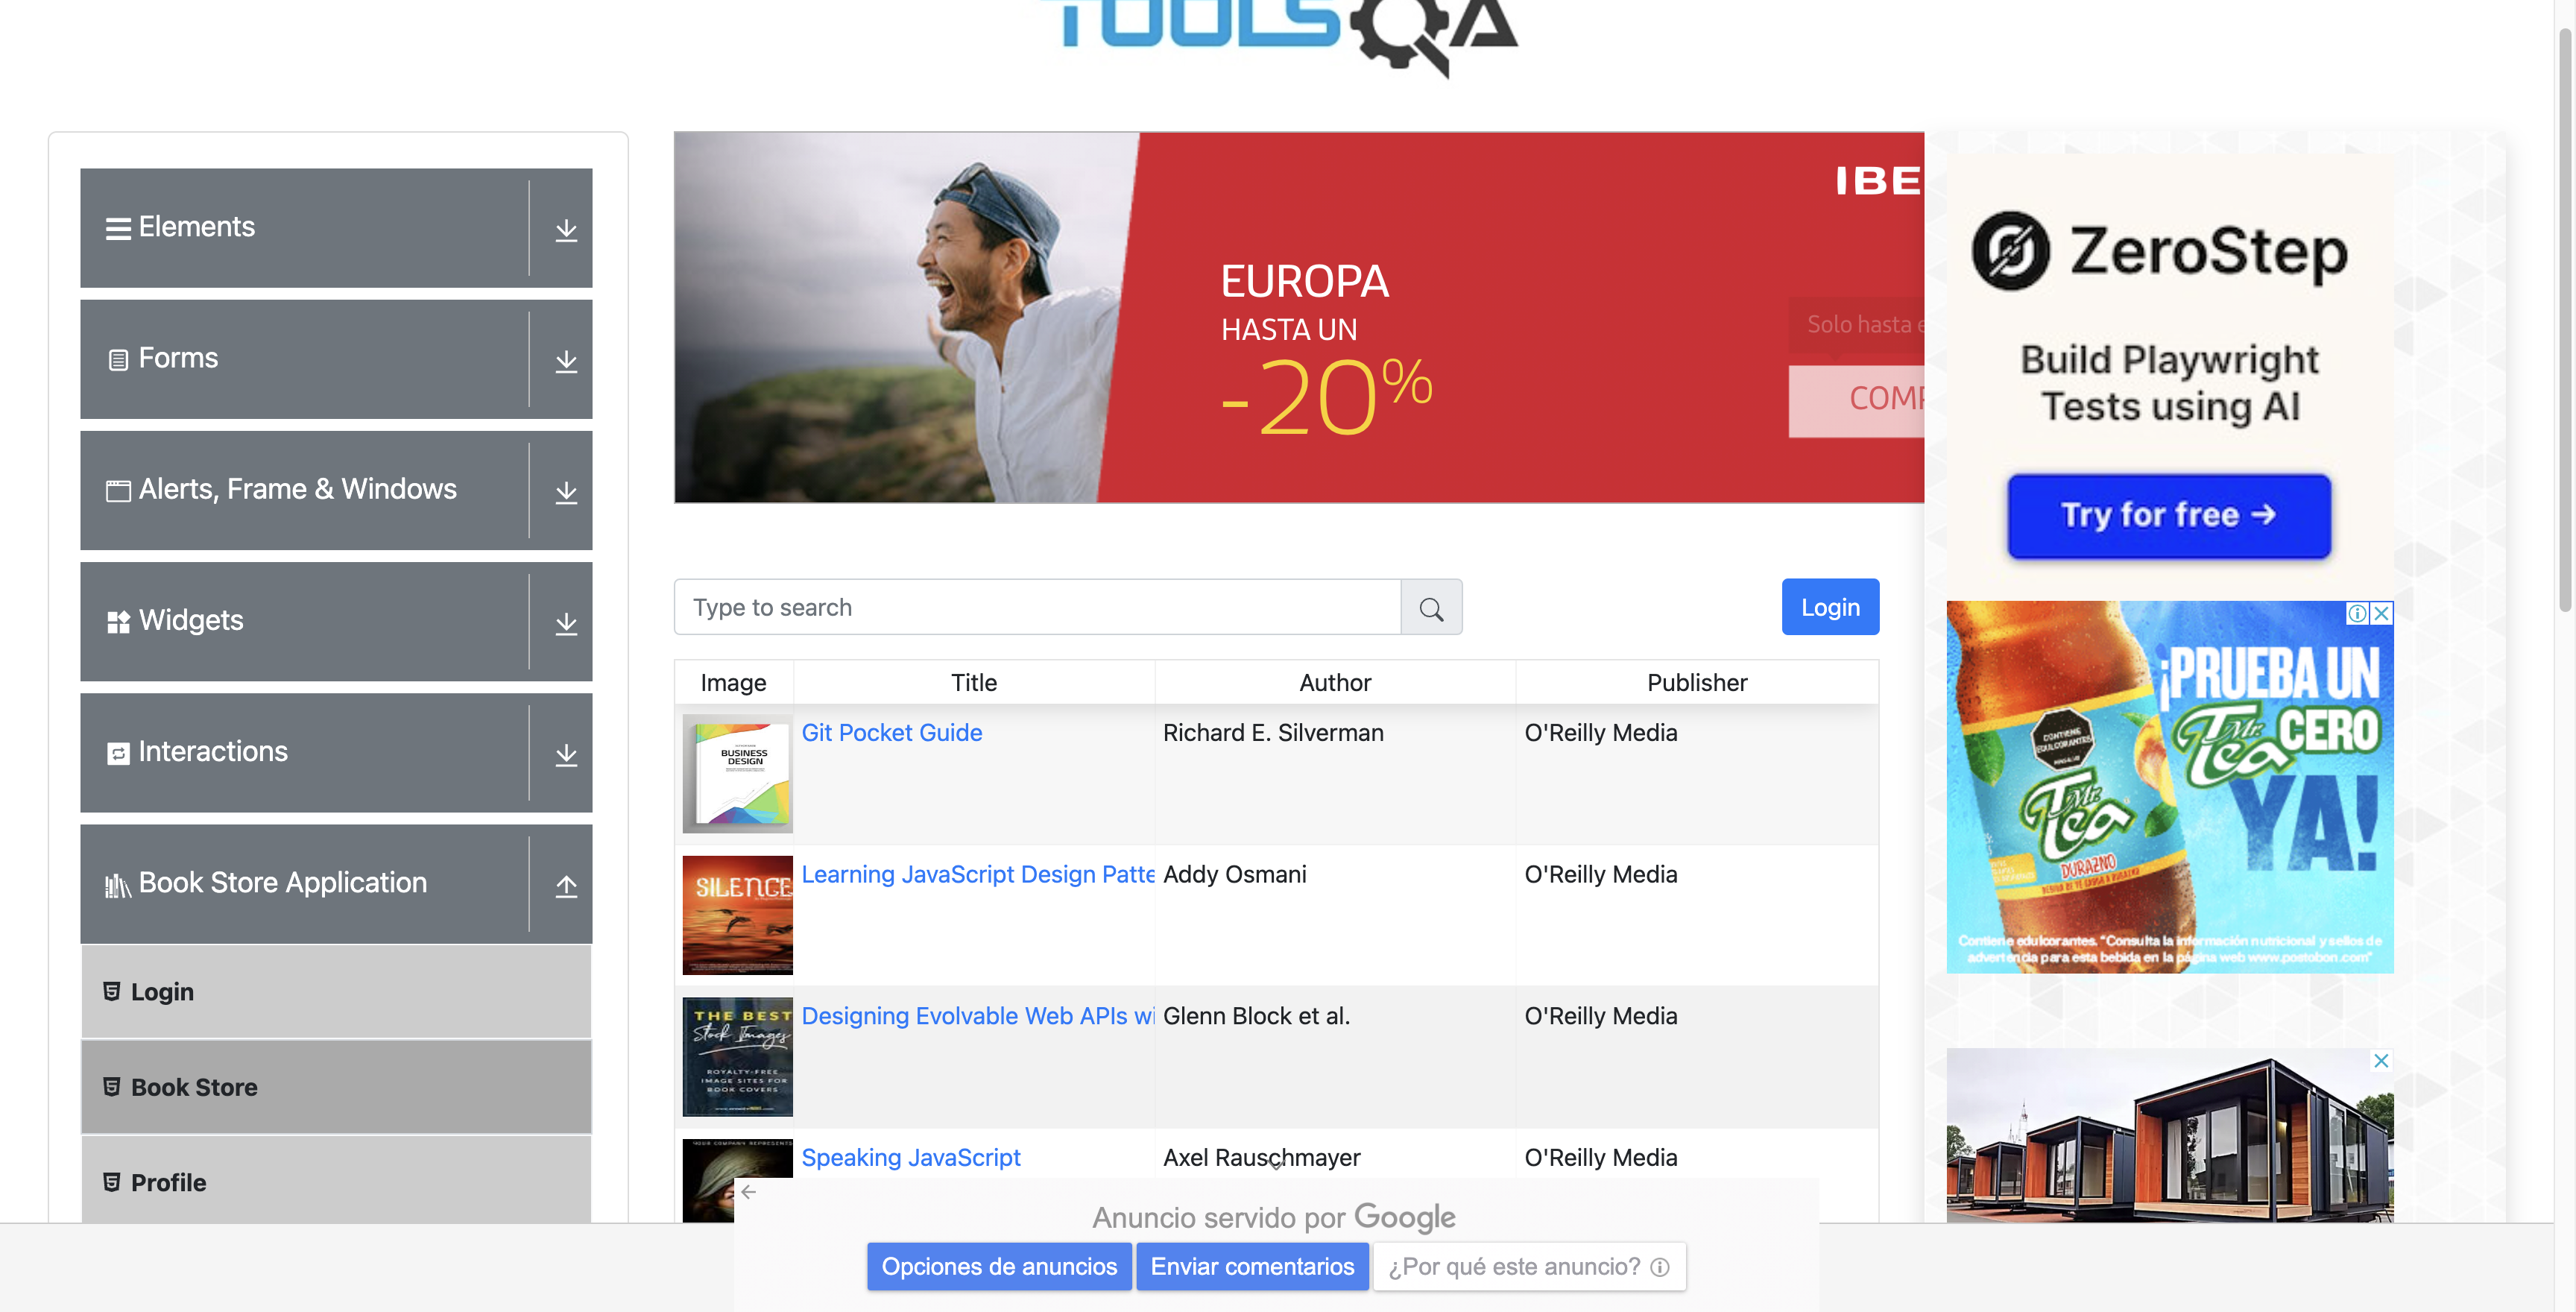 TOOLSQA
Elements
Forms
Alerts, Frame & Windows
Widgets
Interactions
Book Store Application
Login
Book Store
Profile
IBE
EUROPA
HASTA UN
-20%
Solo hasta e
COMP
Type to search
Login
Image Title Author Publisher
BUSINESS
DESIGN
Git Pocket Guide Richard E. Silverman O'Reilly Media
SILENCE
Learning JavaScript Design Patte Addy Osmani O'Reilly Media
THE BEST
Stock Images
ROYALTY-FREE
IMAGE SITES FOR
BOOK COVERS
Designing Evolvable Web APIs wi Glenn Block et al. O'Reilly Media
YOUR COMPANY REPRESENTS
Speaking JavaScript Axel Rauschmayer O'Reilly Media
ZeroStep
Build Playwright
Tests using AI
Try for free →
¡PRUEBA UN
Mr. Tea CERO
YA!
CONTIENE
EDULCORANTES
Mr. Tea
DURAZNO
Contiene edulcorantes. "Consulta la información nutricional y sellos de
advertencia para esta bebida en la página web www.postobon.com"
Anuncio servido por Google
Opciones de anuncios
Enviar comentarios
¿Por qué este anuncio?